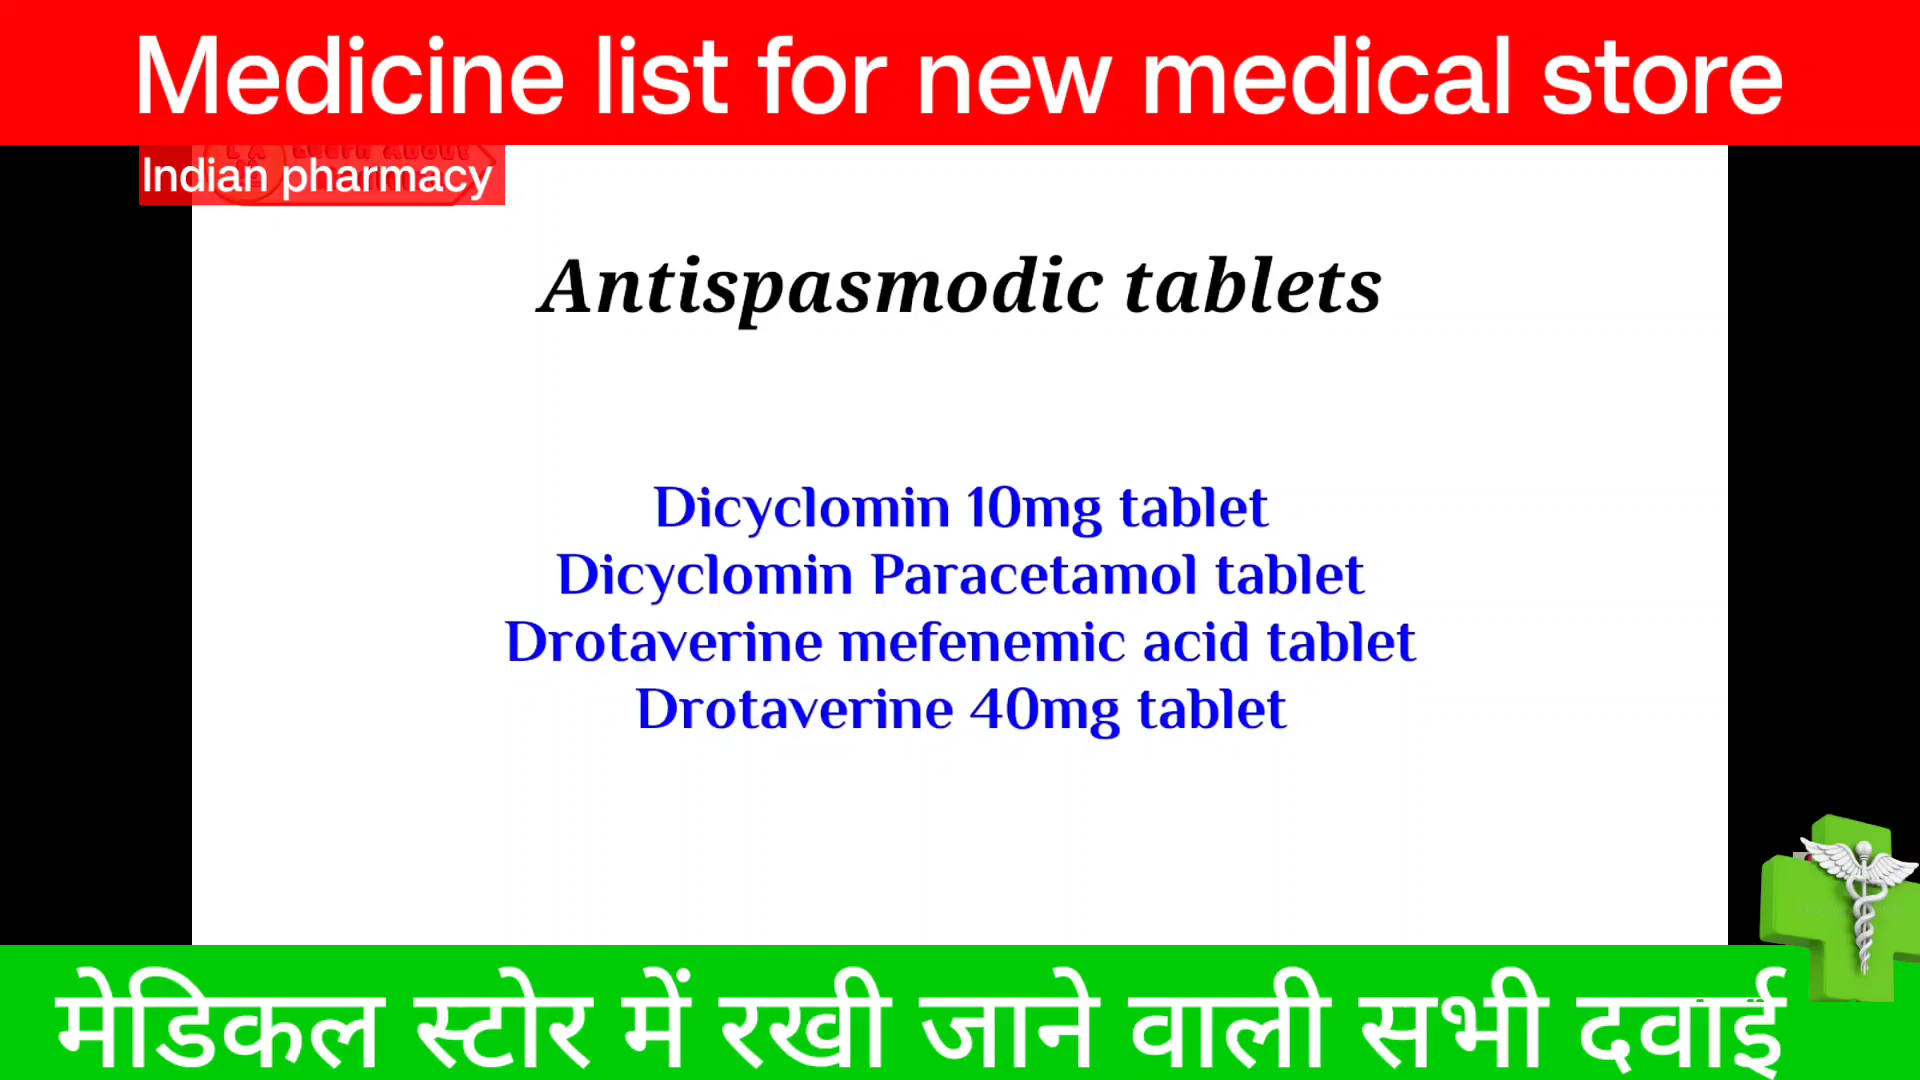 Medicine list for new medical store
Indian pharmacy
Antispasmodic tablets
Dicyclomin 10mg tablet
Dicyclomin Paracetamol tablet
Drotaverine mefenemic acid tablet
Drotaverine 40mg tablet
मेडिकल स्टोर में रखी जाने वाली सभी दवाई